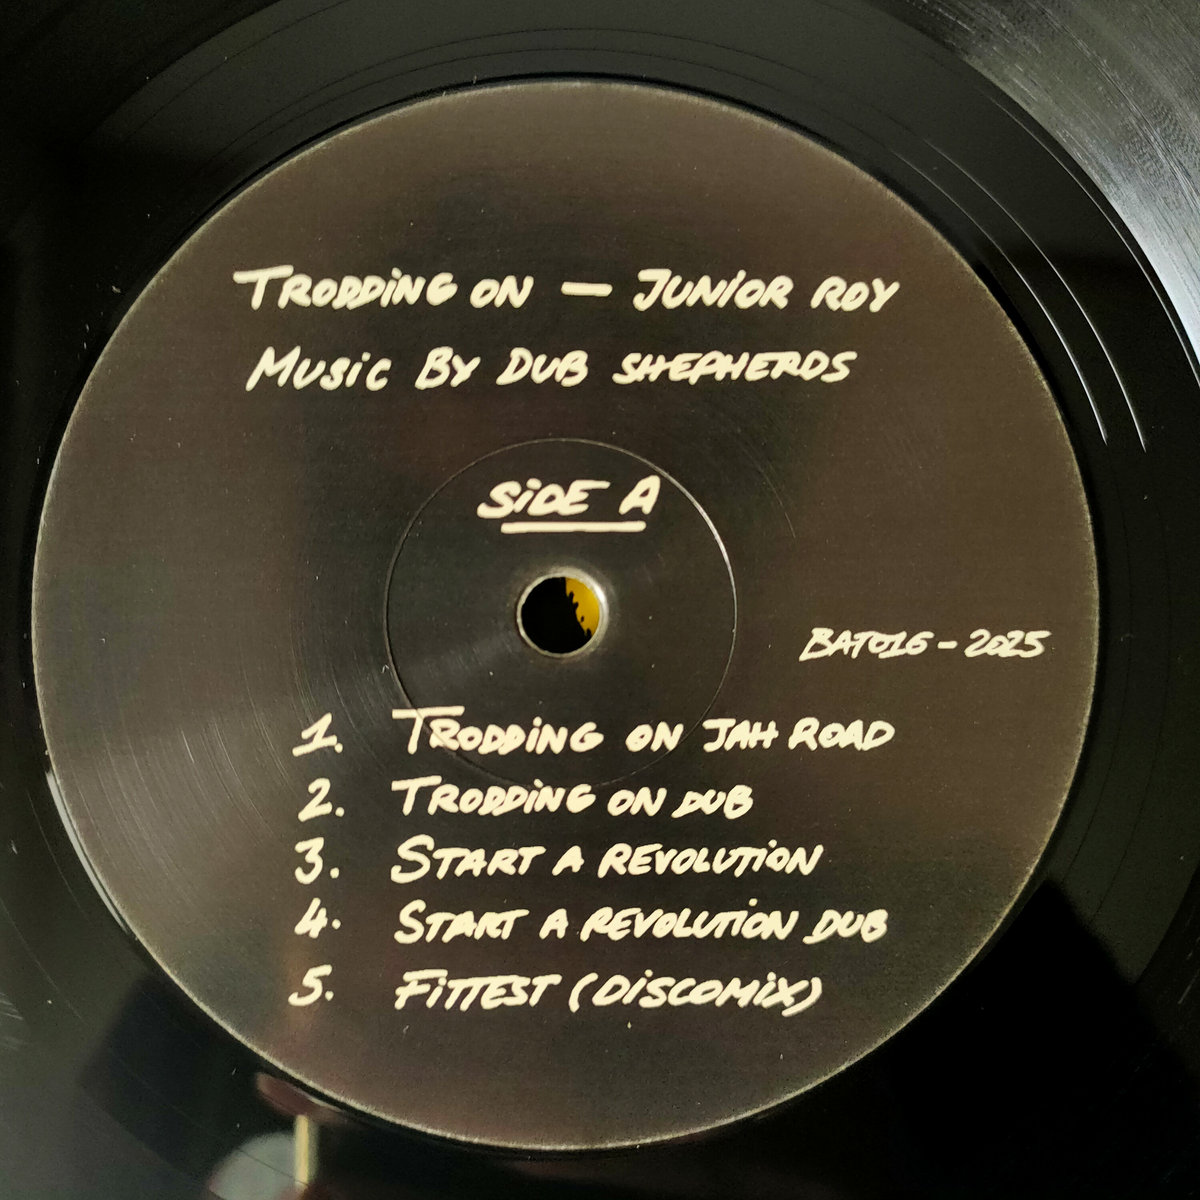 TRODDiNG ON — JUNiOR ROY
MUSiC BY DUB SHEPHERDS
SiDE A
BAT016 - 2025
1. TRODDiNG ON JAH ROAD
2. TRODDiNG ON DUB
3. START A REVOLUTiON
4. START A REVOLUTiON DUB
5. FiTTEST (DiSCOMiX)